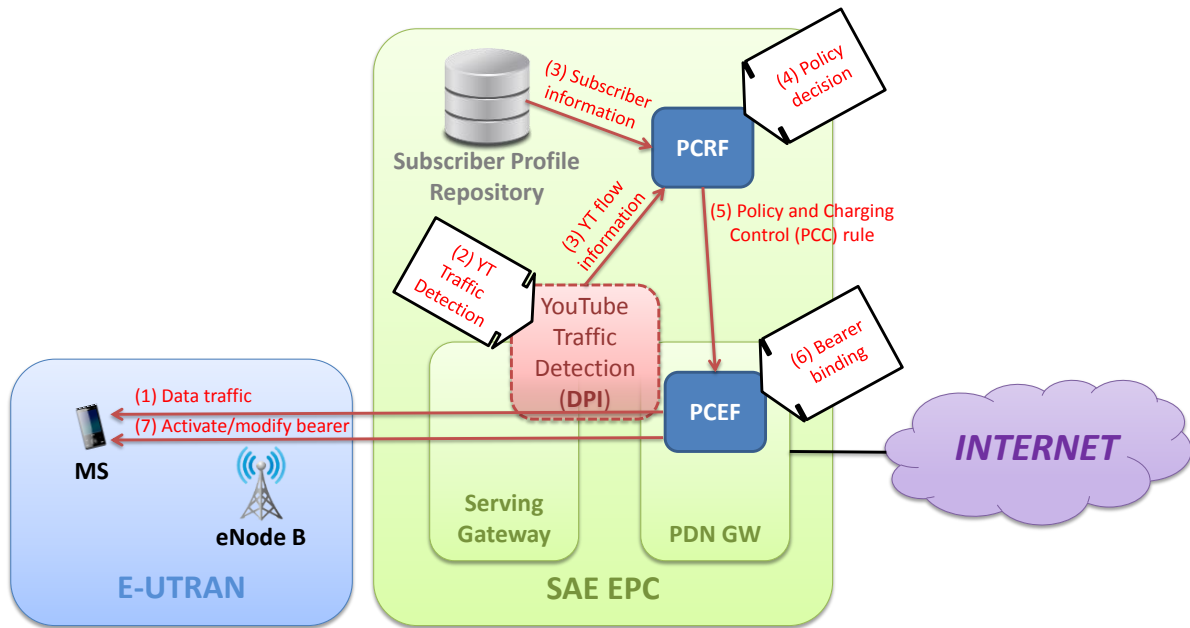 (3) Subscriber
information
(4) Policy
decision
PCRF
Subscriber Profile
Repository
(3) YT flow
information
(5) Policy and Charging
Control (PCC) rule
(2) YT
Traffic
Detection
YouTube
Traffic
Detection
(DPI)
(6) Bearer
binding
(1) Data traffic
PCEF
(7) Activate/modify bearer
INTERNET
MS
eNode B
Serving
Gateway
PDN GW
E-UTRAN
SAE EPC